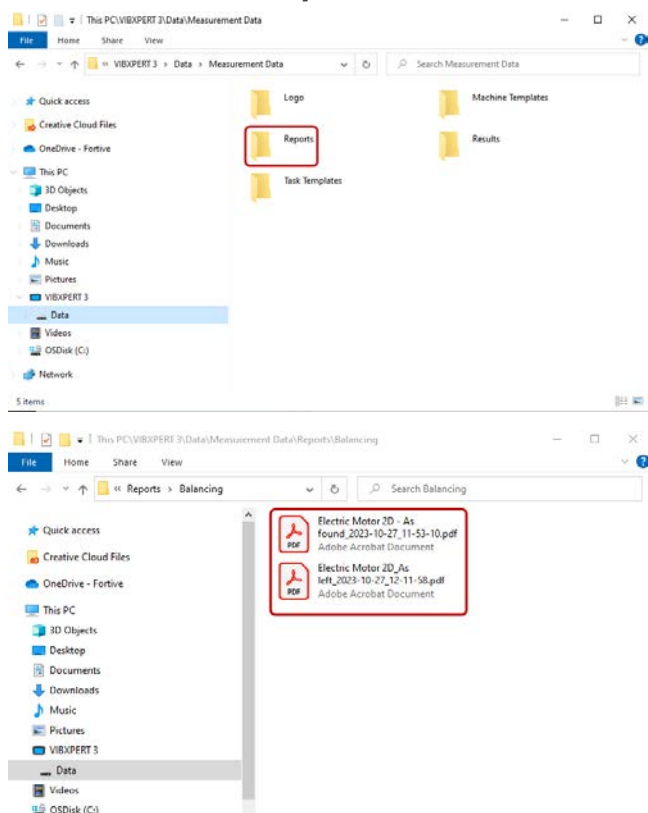 This PC\VIBXPERT 3\Data\Measurement Data
File Home Share View
« VIBXPERT 3 › Data › Measurement Data
Search Measurement Data
Quick access
Creative Cloud Files
OneDrive - Fortive
This PC
3D Objects
Desktop
Documents
Downloads
Music
Pictures
VIBXPERT 3
Data
Videos
OSDisk (C:)
Network
Logo
Machine Templates
Reports
Results
Task Templates
5 items
This PC\VIBXPERT 3\Data\Measurement Data\Reports\Balancing
File Home Share View
« Reports › Balancing
Search Balancing
Quick access
Creative Cloud Files
OneDrive - Fortive
This PC
3D Objects
Desktop
Documents
Downloads
Music
Pictures
VIBXPERT 3
Data
Videos
OSDisk (C:)
PDF
Electric Motor 2D - As
found_2023-10-27_11-53-10.pdf
Adobe Acrobat Document
PDF
Electric Motor 2D_As
left_2023-10-27_12-11-58.pdf
Adobe Acrobat Document